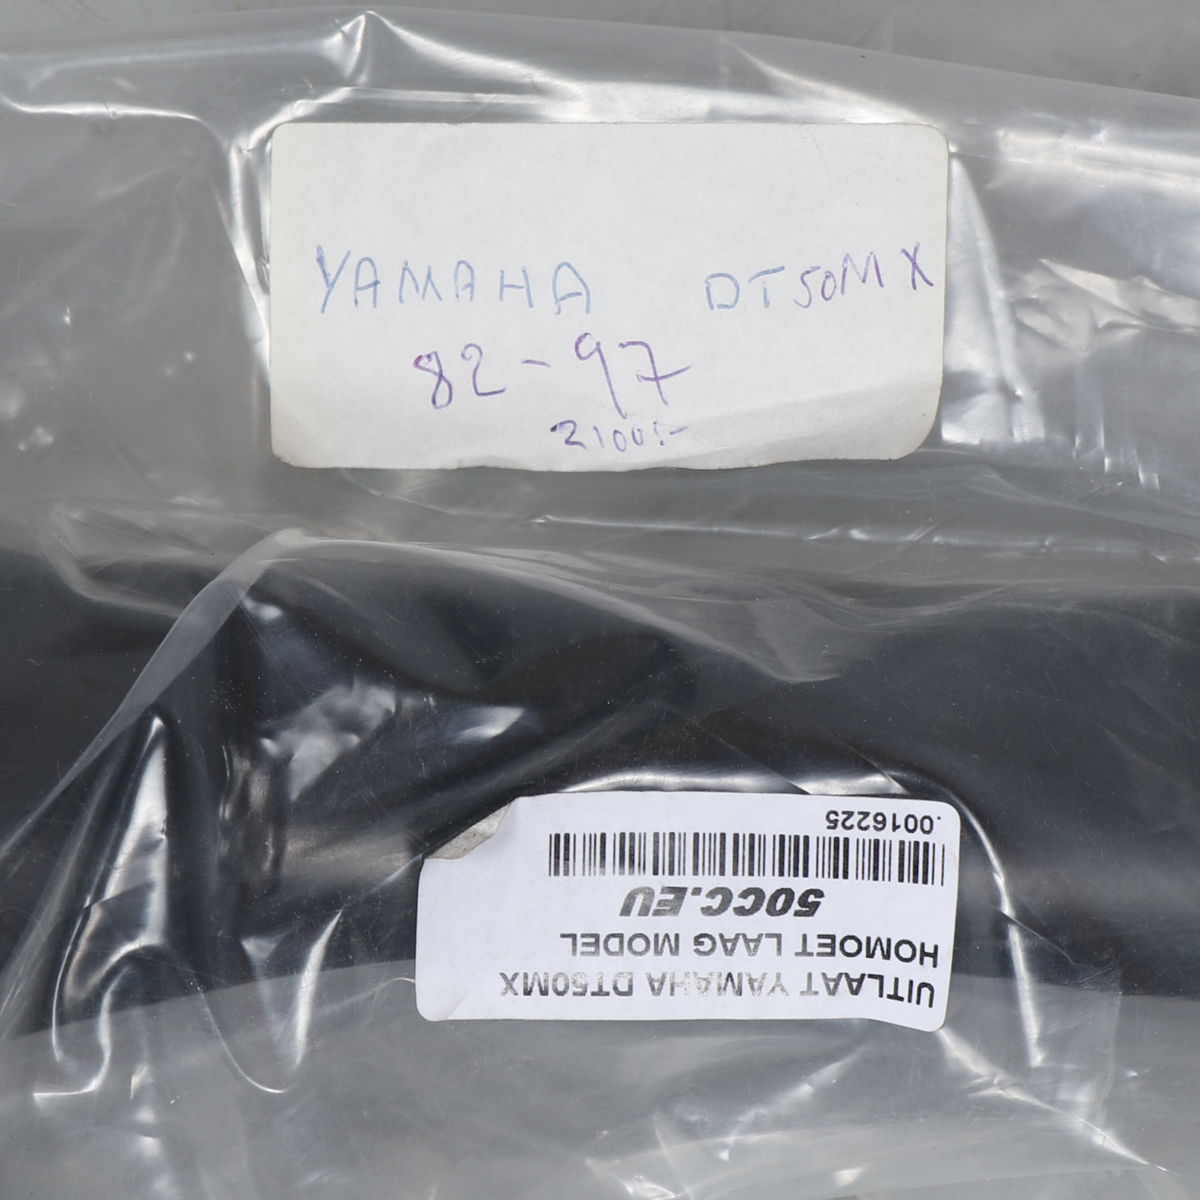 YAMAHA DT50MX
82-97
2100:-
UITLAAT YAMAHA DT50MX
HOMOET LAAG MODEL
50CC.EU
.0016225